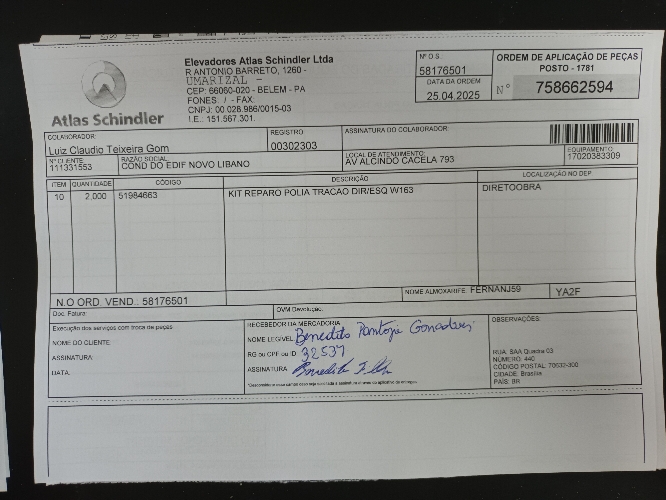 Atlas Schindler
Elevadores Atlas Schindler Ltda
R ANTONIO BARRETO, 1260 -
UMARIZAL -
CEP: 66060-020 - BELEM - PA
FONES: / - FAX:
CNPJ: 00.028.986/0015-03
I.E.: 151.567.301.
Nº O.S.
58176501
DATA DA ORDEM
25.04.2025
ORDEM DE APLICAÇÃO DE PEÇAS
POSTO - 1781
N° 758662594
COLABORADOR:
Luiz Claudio Teixeira Gom
REGISTRO
00302303
ASSINATURA DO COLABORADOR:
Nº CLIENTE
111331553
RAZÃO SOCIAL
COND DO EDIF NOVO LIBANO
LOCAL DE ATENDIMENTO:
AV ALCINDO CACELA 793
EQUIPAMENTO
17020383309
ITEM QUANTIDADE CÓDIGO DESCRIÇÃO LOCALIZAÇÃO NO DEP.
10 2,000 51984663 KIT REPARO POLIA TRACAO DIR/ESQ W163 DIRETOOBRA
N.O ORD. VEND.: 58176501
NOME ALMOXARIFE: FERNANJ59 YA2F
Doc. Fatura:
OVM Devolução:
Execução dos serviços com troca de peças
NOME DO CLIENTE:
ASSINATURA:
DATA:
RECEBEDOR DA MERCADORIA
NOME LEGIVEL Benedito Pantoja
RG ou CPF ou ID 32537
ASSINATURA Benedito
OBSERVAÇÕES:
RUA: SAA Quadra 03
NÚMERO: 440
CÓDIGO POSTAL: 70632-300
CIDADE: Brasília
PAÍS: BR